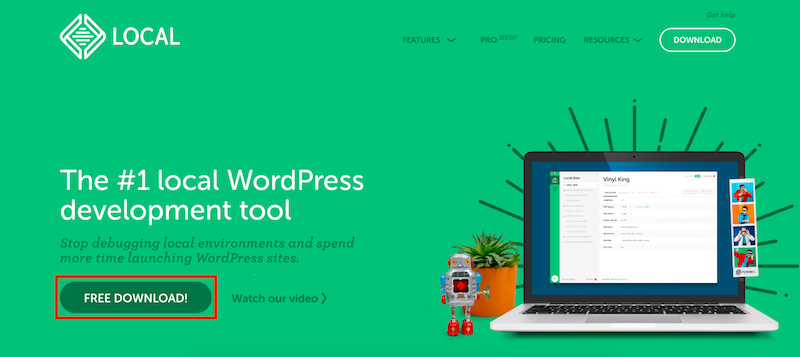 Get help
LOCAL
FEATURES
PRO NEW!
PRICING
RESOURCES
DOWNLOAD
The #1 local WordPress
development tool
Stop debugging local environments and spend
more time launching WordPress sites.
FREE DOWNLOAD!
Watch our video
Local Sites
Vinyl King